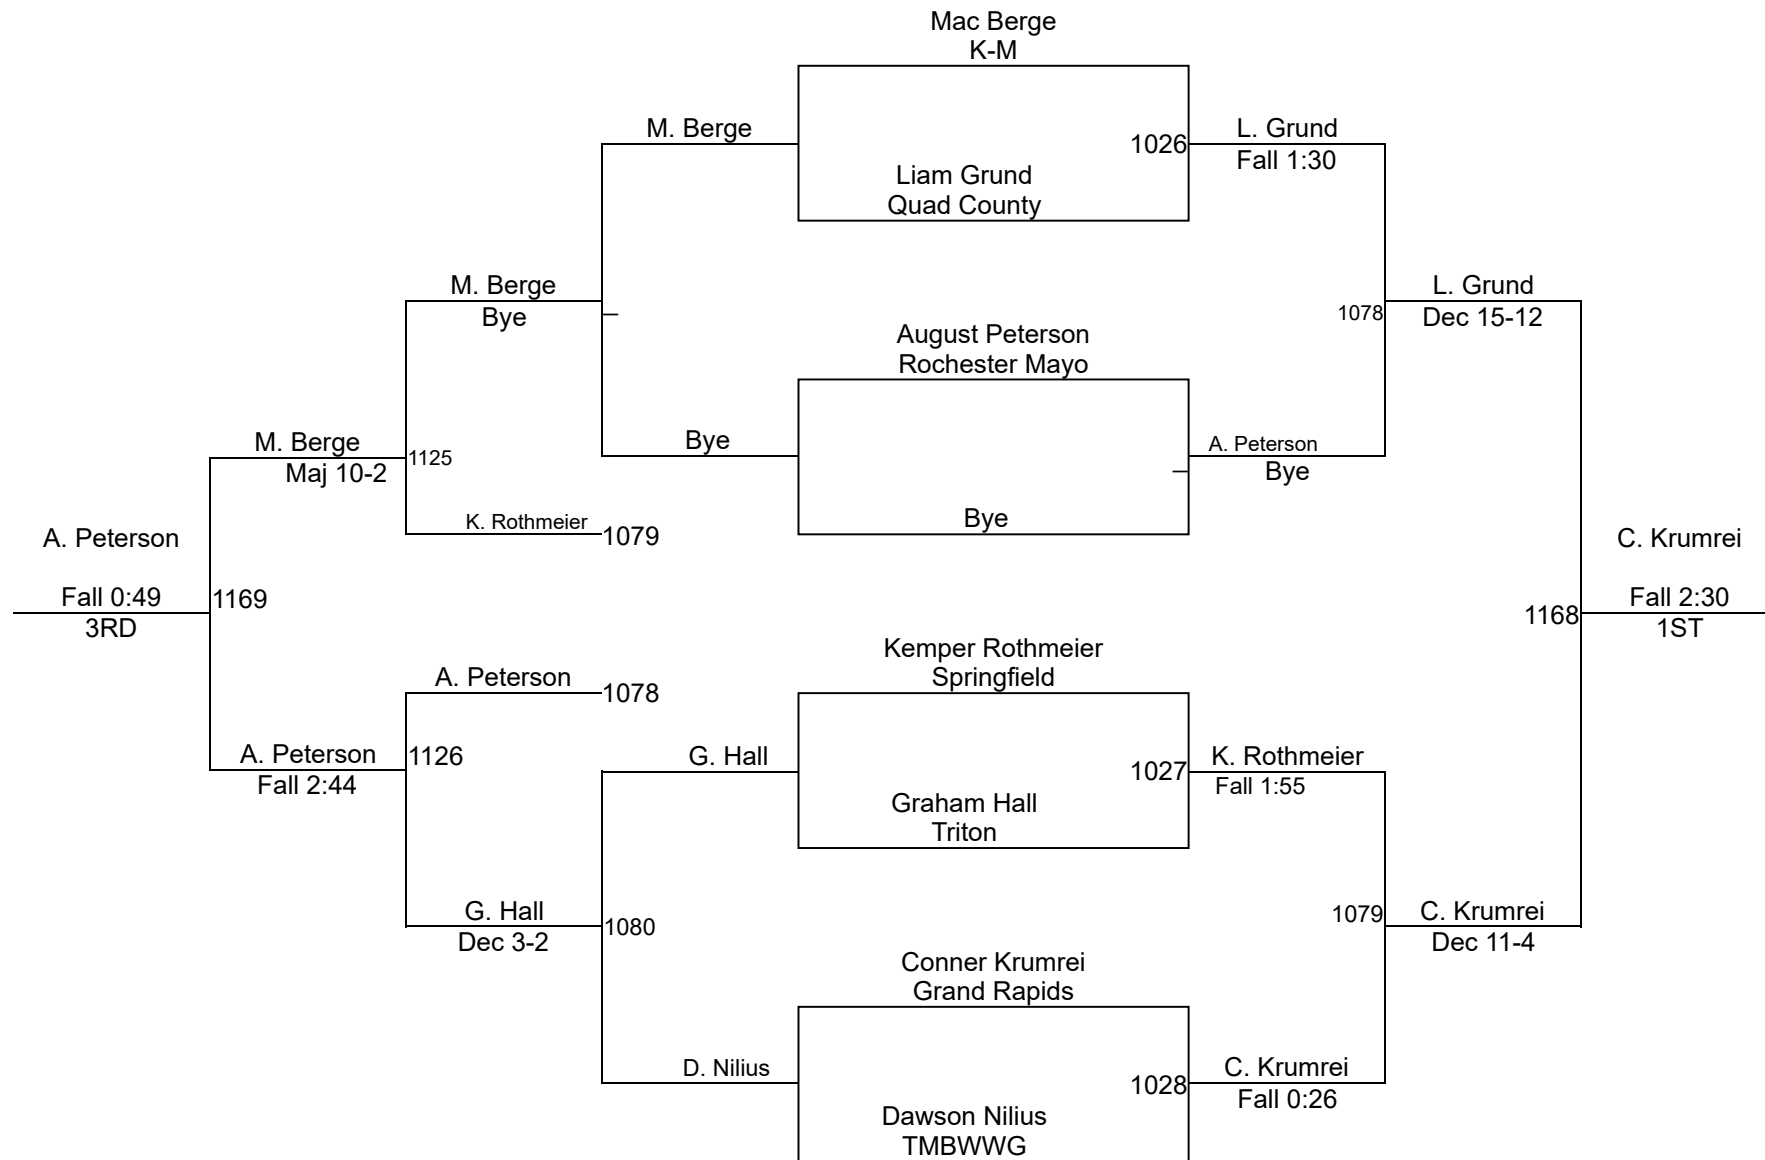 Mac Berge
K-M
M. Berge
1026
L. Grund
Fall 1:30
Liam Grund
Quad County
M. Berge
Bye
L. Grund
Dec 15-12
1078
August Peterson
Rochester Mayo
M. Berge
Maj 10-2
1125
Bye
A. Peterson
Bye
K. Rothmeier
1079
Bye
A. Peterson
Fall 0:49
3RD
1169
C. Krumrei
Fall 2:30
1ST
1168
Kemper Rothmeier
Springfield
A. Peterson
1078
A. Peterson
Fall 2:44
1126
G. Hall
1027
K. Rothmeier
Fall 1:55
Graham Hall
Triton
G. Hall
Dec 3-2
1080
1079
C. Krumrei
Dec 11-4
Conner Krumrei
Grand Rapids
D. Nilius
1028
C. Krumrei
Fall 0:26
Dawson Nilius
TMBWWG